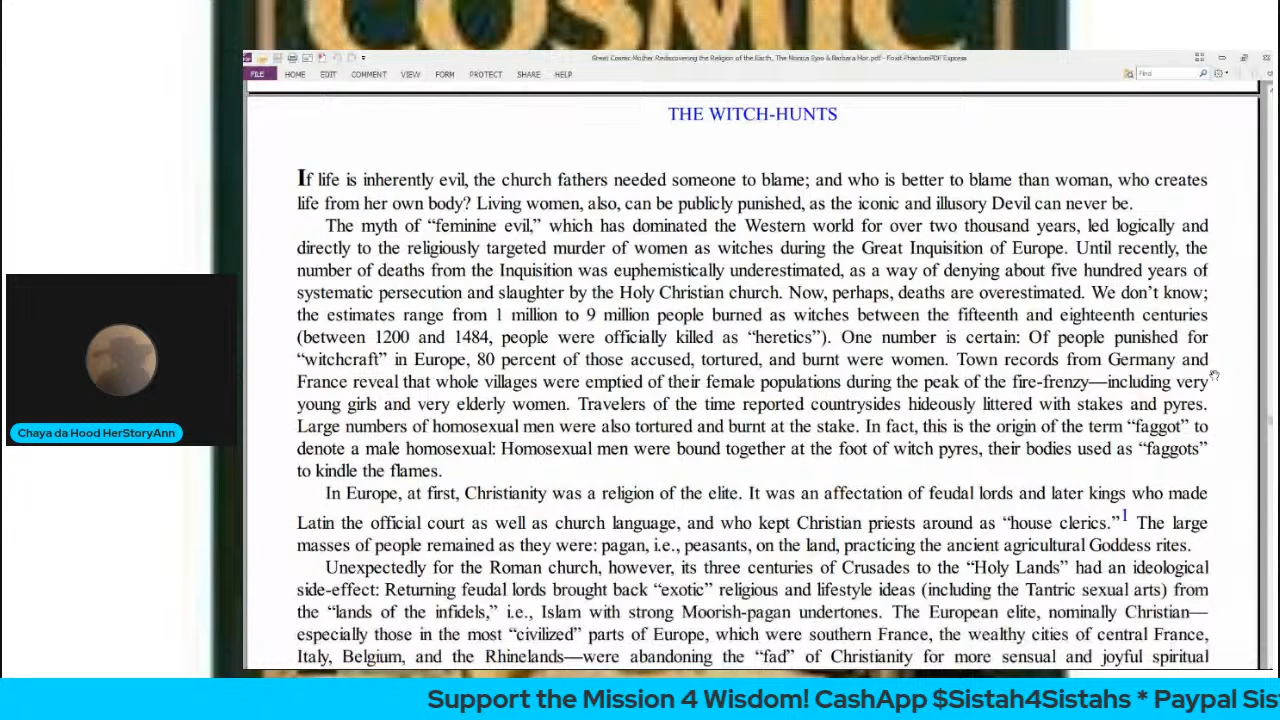 COSMIC
Great Cosmic Mother Rediscovering the Religion of the Earth, The Monica Sjoo & Barbara Mor.pdf - Foxit PhantomPDF Express
FILE HOME EDIT COMMENT VIEW FORM PROTECT SHARE HELP Find
THE WITCH-HUNTS
If life is inherently evil, the church fathers needed someone to blame; and who is better to blame than woman, who creates
life from her own body? Living women, also, can be publicly punished, as the iconic and illusory Devil can never be.
The myth of “feminine evil,” which has dominated the Western world for over two thousand years, led logically and
directly to the religiously targeted murder of women as witches during the Great Inquisition of Europe. Until recently, the
number of deaths from the Inquisition was euphemistically underestimated, as a way of denying about five hundred years of
systematic persecution and slaughter by the Holy Christian church. Now, perhaps, deaths are overestimated. We don’t know;
the estimates range from 1 million to 9 million people burned as witches between the fifteenth and eighteenth centuries
(between 1200 and 1484, people were officially killed as “heretics”). One number is certain: Of people punished for
“witchcraft” in Europe, 80 percent of those accused, tortured, and burnt were women. Town records from Germany and
France reveal that whole villages were emptied of their female populations during the peak of the fire-frenzy—including very
young girls and very elderly women. Travelers of the time reported countrysides hideously littered with stakes and pyres.
Large numbers of homosexual men were also tortured and burnt at the stake. In fact, this is the origin of the term “faggot” to
denote a male homosexual: Homosexual men were bound together at the foot of witch pyres, their bodies used as “faggots”
to kindle the flames.
In Europe, at first, Christianity was a religion of the elite. It was an affectation of feudal lords and later kings who made
Latin the official court as well as church language, and who kept Christian priests around as “house clerics.”1 The large
masses of people remained as they were: pagan, i.e., peasants, on the land, practicing the ancient agricultural Goddess rites.
Unexpectedly for the Roman church, however, its three centuries of Crusades to the “Holy Lands” had an ideological
side-effect: Returning feudal lords brought back “exotic” religious and lifestyle ideas (including the Tantric sexual arts) from
the “lands of the infidels,” i.e., Islam with strong Moorish-pagan undertones. The European elite, nominally Christian—
especially those in the most “civilized” parts of Europe, which were southern France, the wealthy cities of central France,
Italy, Belgium, and the Rhinelands—were abandoning the “fad” of Christianity for more sensual and joyful spiritual
Chaya da Hood HerStoryAnn
Support the Mission 4 Wisdom! CashApp $Sistah4Sistahs * Paypal Sis